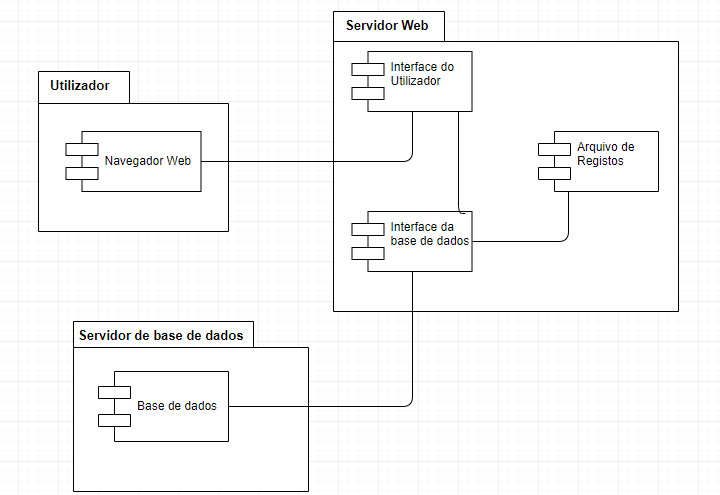 Servidor Web
Interface do
Utilizador
Utilizador
Navegador Web
Arquivo de
Registos
Interface da
base de dados
Servidor de base de dados
Base de dados